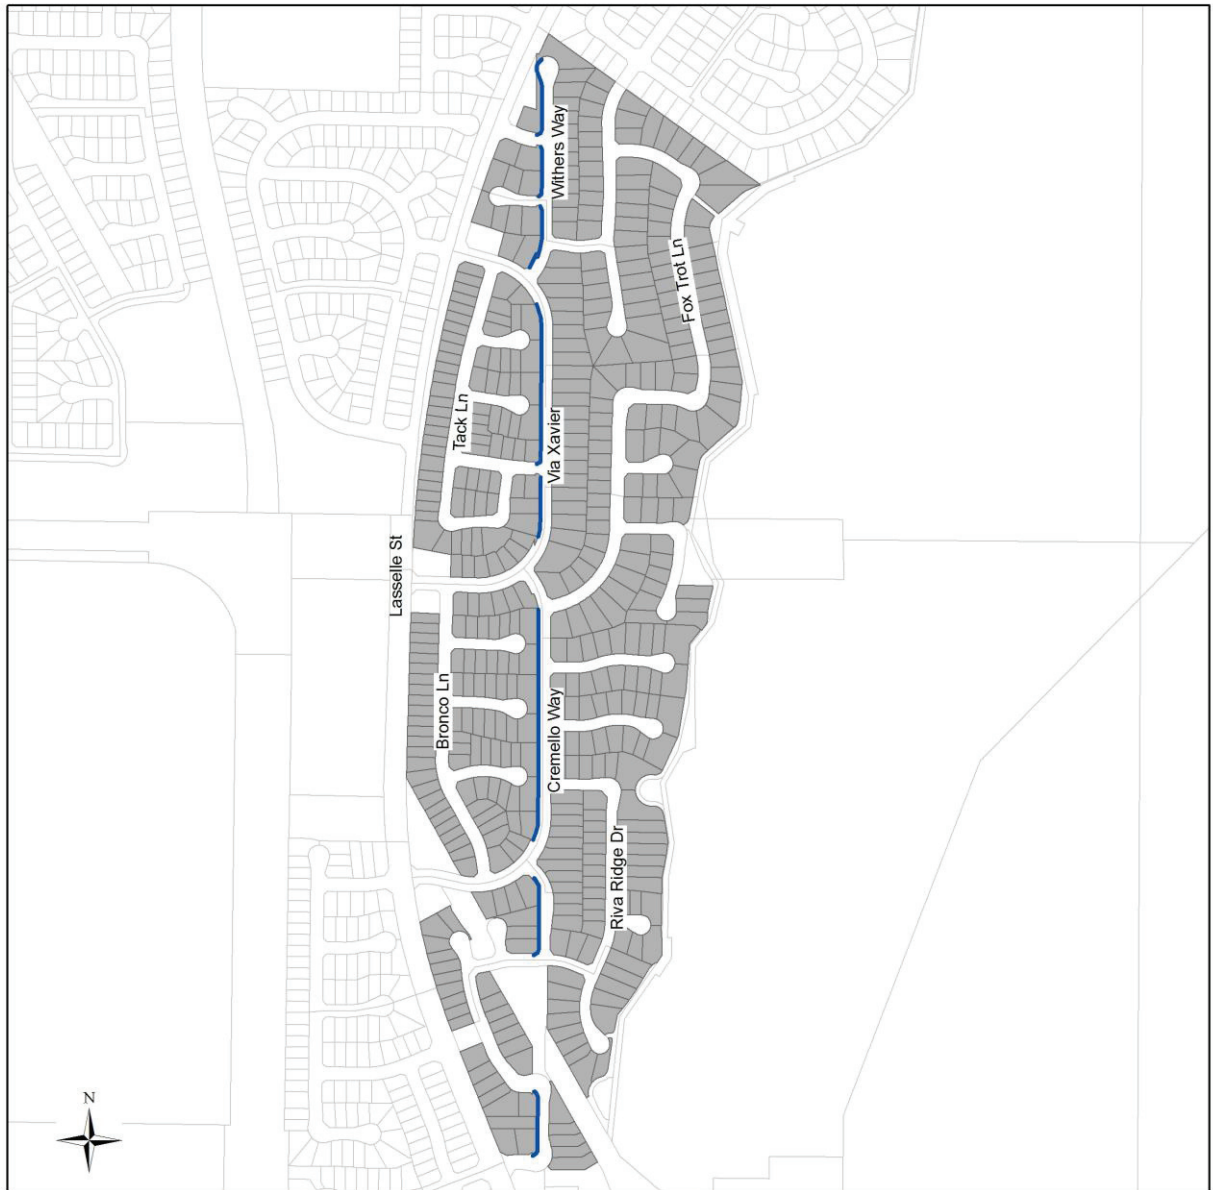 Withers Way
Fox Trot Ln
Tack Ln
Via Xavier
Lasselle St
Bronco Ln
Cremello Way
Riva Ridge Dr
N